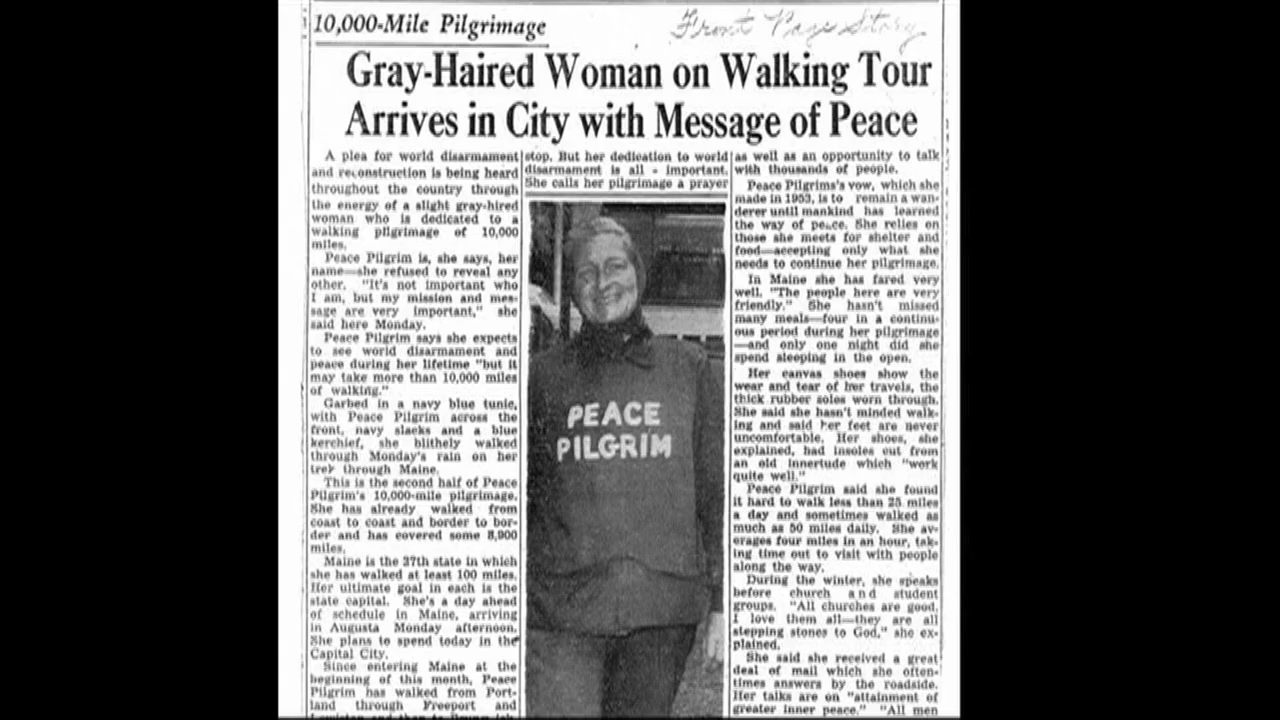 10,000-Mile Pilgrimage
Front Page Story
Gray-Haired Woman on Walking Tour
Arrives in City with Message of Peace
A plea for world disarmament
and reconstruction is being heard
throughout the country through
the energy of a slight gray-hired
woman who is dedicated to a
walking pilgrimage of 10,000
miles.
Peace Pilgrim is, she says, her
name—she refused to reveal any
other. "It's not important who
I am, but my mission and mes-
sage are very important," she
said here Monday.
Peace Pilgrim says she expects
to see world disarmament and
peace during her lifetime "but it
may take more than 10,000 miles
of walking."
Garbed in a navy blue tunic,
with Peace Pilgrim across the
front, navy slacks and a blue
kerchief, she blithely walked
through Monday's rain on her
trek through Maine.
This is the second half of Peace
Pilgrim's 10,000-mile pilgrimage.
She has already walked from
coast to coast and border to bor-
der and has covered some 8,900
miles.
Maine is the 37th state in which
she has walked at least 100 miles.
Her ultimate goal in each is the
state capital. She's a day ahead
of schedule in Maine, arriving
in Augusta Monday afternoon.
She plans to spend today in the
Capital City.
Since entering Maine at the
beginning of this month, Peace
Pilgrim has walked from Port-
land through Freeport and
stop. But her dedication to world
disarmament is all - important.
She calls her pilgrimage a prayer
PEACE
PILGRIM
as well as an opportunity to talk
with thousands of people.
Peace Pilgrims's vow, which she
made in 1953, is to remain a wan-
derer until mankind has learned
the way of peace. She relies on
those she meets for shelter and
food—accepting only what she
needs to continue her pilgrimage.
In Maine she has fared very
well. "The people here are very
friendly." She hasn't missed
many meals—four in a continu-
ous period during her pilgrimage
—and only one night did she
spend sleeping in the open.
Her canvas shoes show the
wear and tear of her travels, the
thick rubber soles worn through.
She said she hasn't minded walk-
ing and said her feet are never
uncomfortable. Her shoes, she
explained, had insoles cut from
an old innertude which "work
quite well."
Peace Pilgrim said she found
it hard to walk less than 25 miles
a day and sometimes walked as
much as 50 miles daily. She av-
erages four miles in an hour, tak-
ing time out to visit with people
along the way.
During the winter, she speaks
before church and student
groups. "All churches are good.
I love them all—they are all
stepping stones to God," she ex-
plained.
She said she received a great
deal of mail which she often-
times answers by the roadside.
Her talks are on "attainment of
greater inner peace." "All men